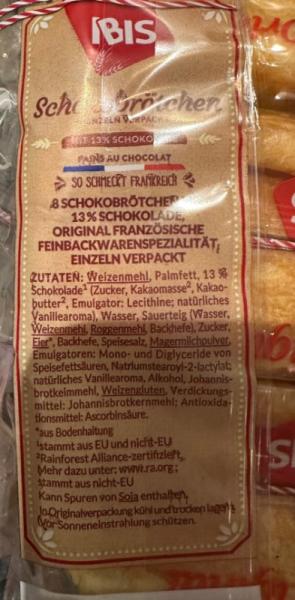 IBIS
Schokobrötchen
EINZELN VERPACKT
MIT 13% SCHOKOLADE
PAINS AU CHOCOLAT
SO SCHMECKT FRANKREICH
8 SCHOKOBRÖTCHEN
13 % SCHOKOLADE,
ORIGINAL FRANZÖSISCHE
FEINBACKWARENSPEZIALITÄT,
EINZELN VERPACKT
ZUTATEN: Weizenmehl, Palmfett, 13 %
Schokolade¹ (Zucker, Kakaomasse², Kakao-
butter², Emulgator: Lecithine; natürliches
Vanillearoma), Wasser, Sauerteig (Wasser,
Weizenmehl, Roggenmehl, Backhefe), Zucker,
Eier*, Backhefe, Speisesalz, Magermilchpulver,
Emulgatoren: Mono- und Diglyceride von
Speisefettsäuren, Natriumstearoyl-2-lactylat;
natürliches Vanillearoma, Alkohol, Johannis-
brotkeimmehl, Weizengluten, Verdickungs-
mittel: Johannisbrotkernmehl; Antioxida-
tionsmittel: Ascorbinsäure.
*aus Bodenhaltung
¹stammt aus EU und nicht-EU
²Rainforest Alliance-zertifiziert,
Mehr dazu unter: www.ra.org;
stammt aus nicht-EU
Kann Spuren von Soja enthalten.
In Originalverpackung kühl und trocken lagern.
Vor Sonneneinstrahlung schützen.